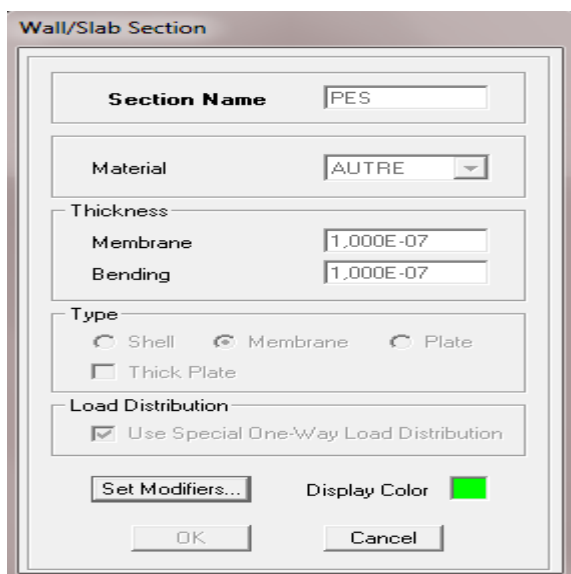 Wall/Slab Section
Section Name PES
Material AUTRE
Thickness
Membrane 1,000E-07
Bending 1,000E-07
Type
Shell Membrane Plate
Thick Plate
Load Distribution
Use Special One-Way Load Distribution
Set Modifiers... Display Color
OK Cancel